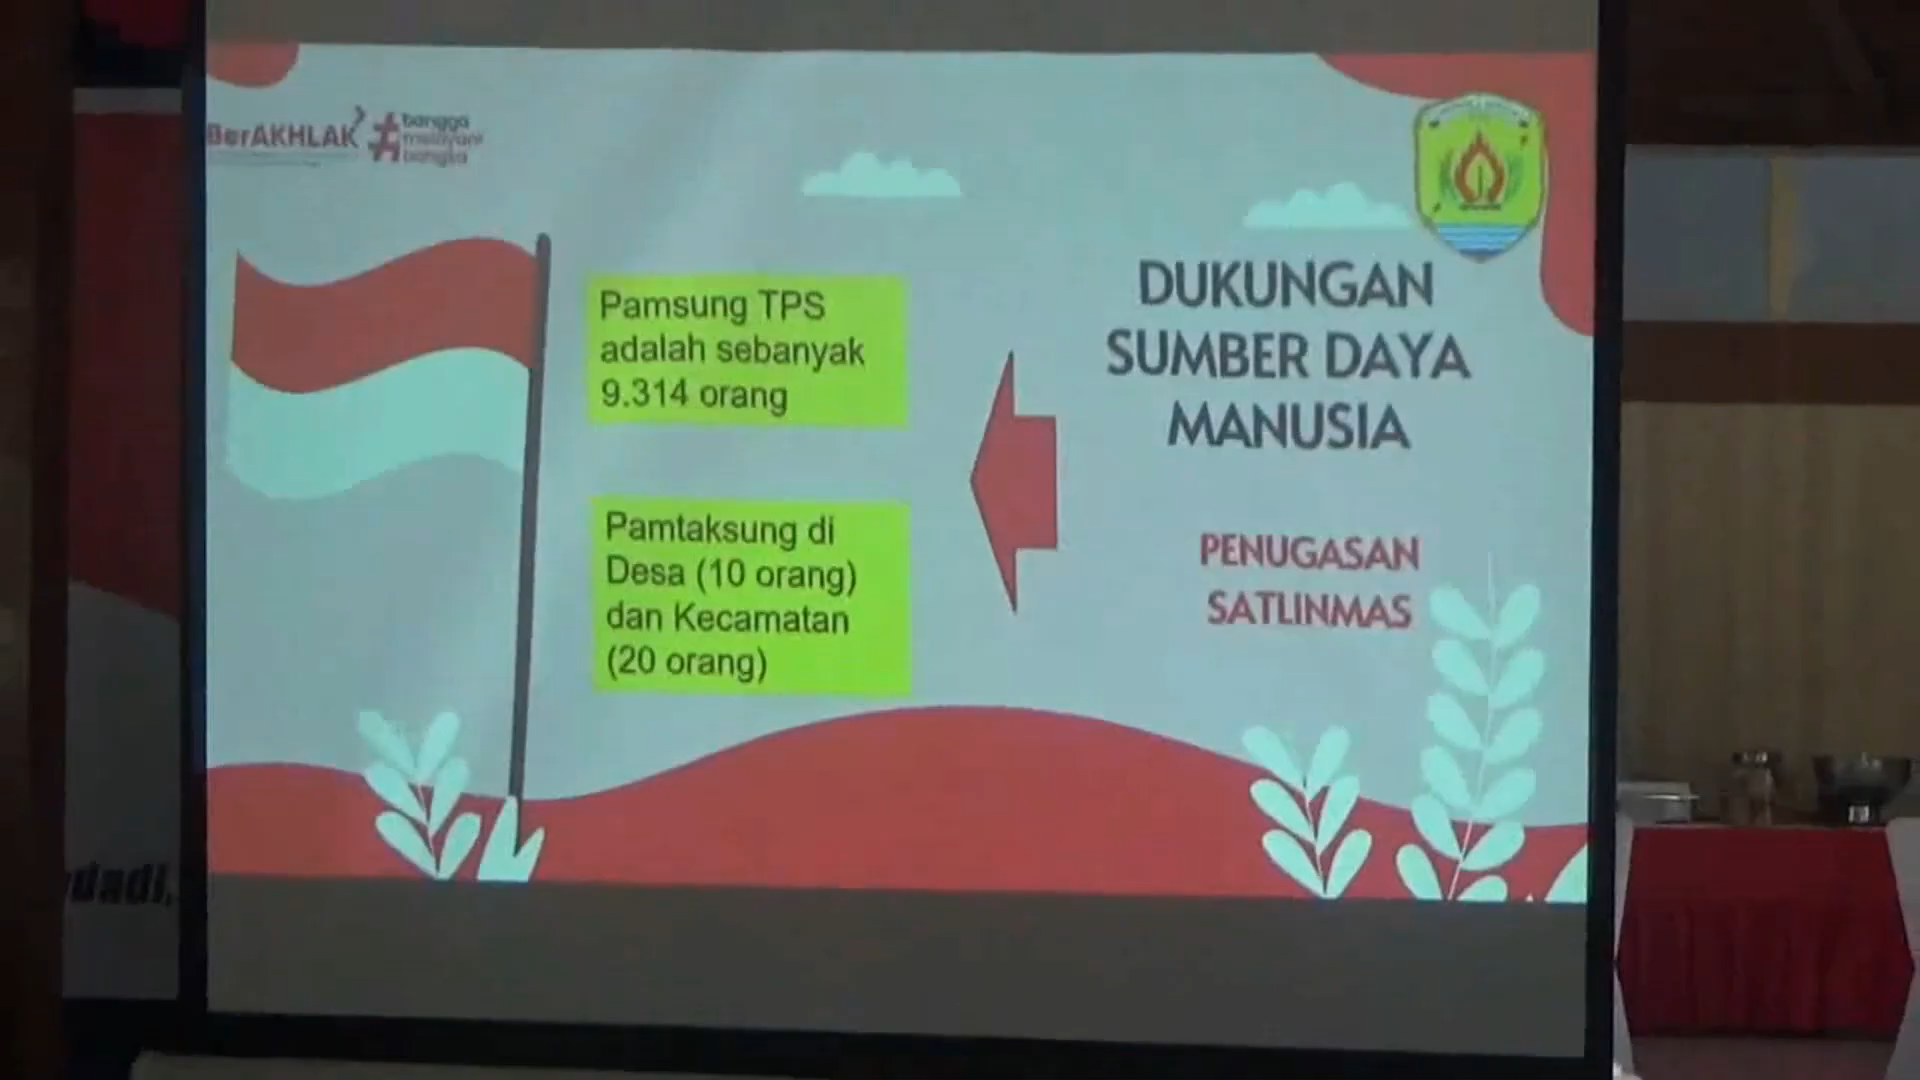 BerAKHLAK
#
bangga
melayani
bangsa
Pamsung TPS
adalah sebanyak
9.314 orang
Pamtaksung di
Desa (10 orang)
dan Kecamatan
(20 orang)
DUKUNGAN
SUMBER DAYA
MANUSIA
PENUGASAN
SATLINMAS